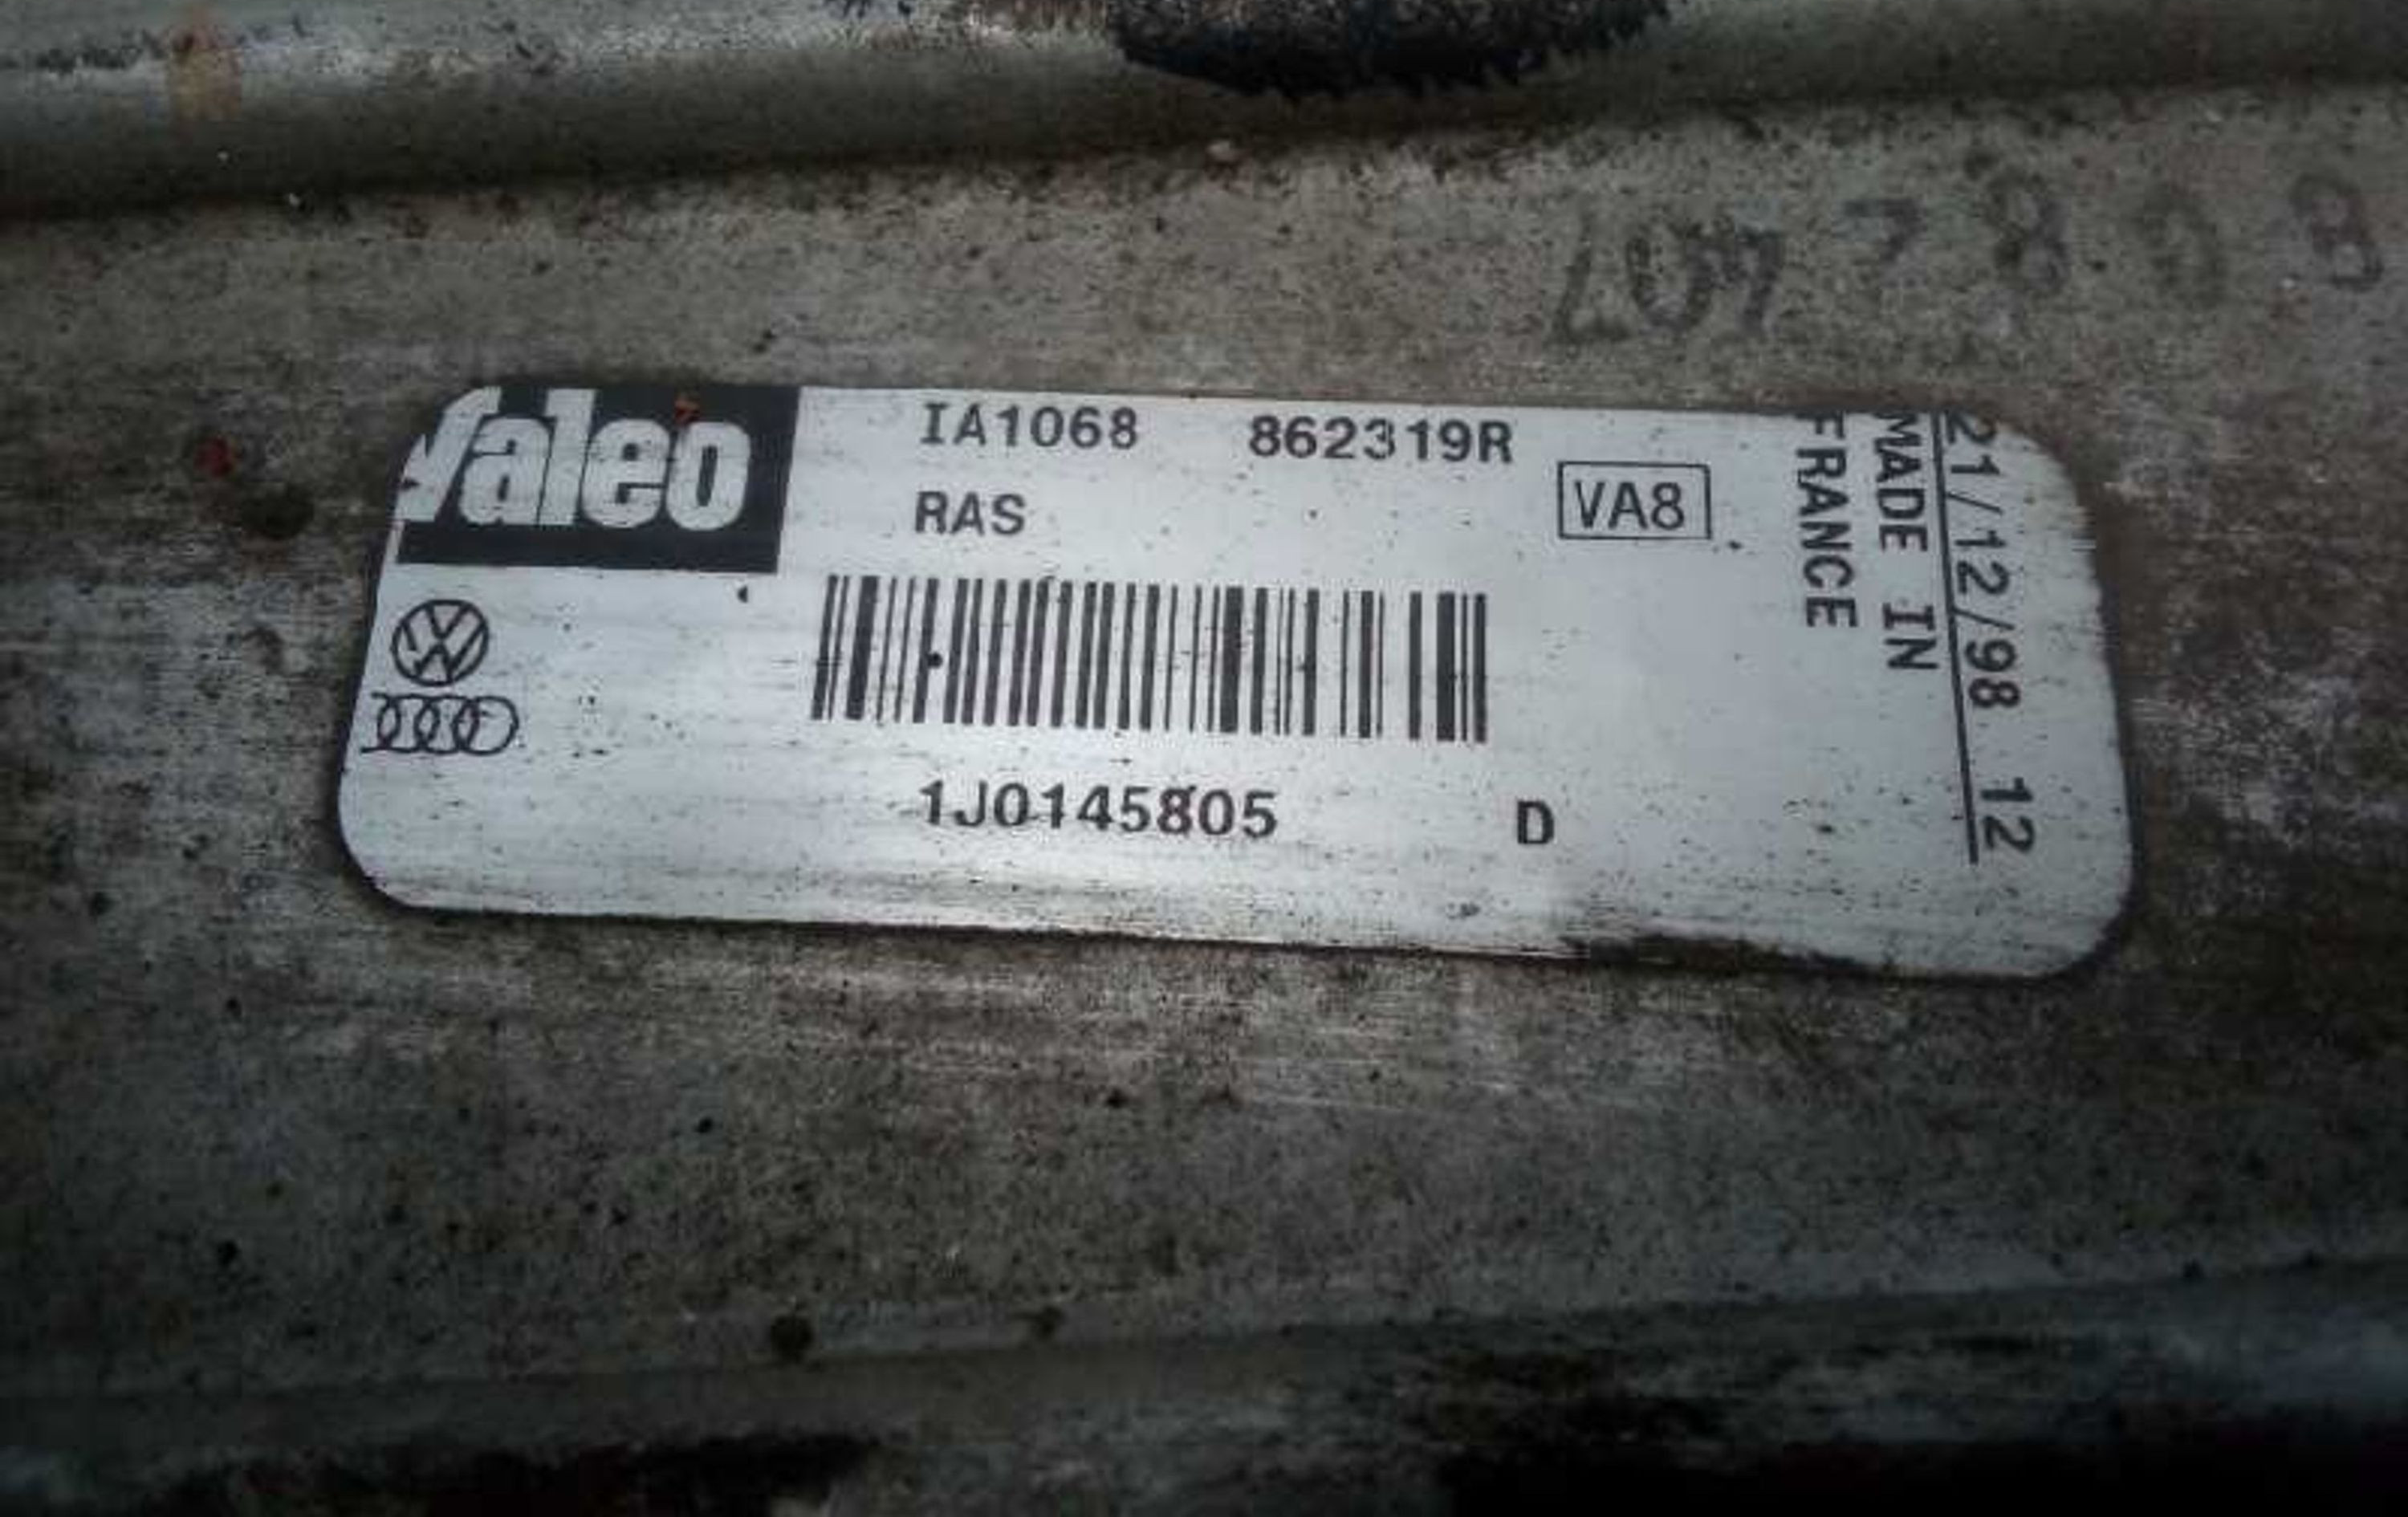 Valeo
IA1068 862319R
RAS
VA8
1J0145805 D
MADE IN
FRANCE
21/12/98 12